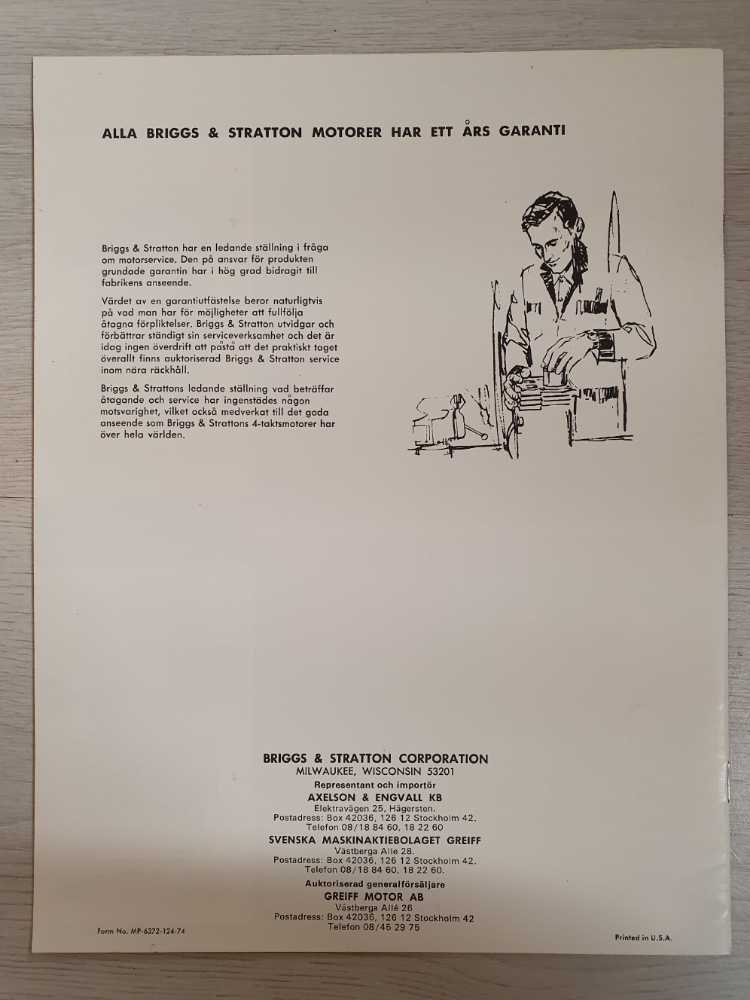 ALLA BRIGGS & STRATTON MOTORER HAR ETT ÅRS GARANTI
Briggs & Stratton har en ledande ställning i fråga
om motorservice. Den på ansvar för produkten
grundade garantin har i hög grad bidragit till
fabrikens anseende.
Värdet av en garantiutfästelse beror naturligtvis
på vad man har för möjligheter att fullfölja
åtagna förpliktelser. Briggs & Stratton utvidgar och
förbättrar ständigt sin serviceverksamhet och det är
idag ingen överdrift att påstå att det praktiskt taget
överallt finns auktoriserad Briggs & Stratton service
inom nära räckhåll.
Briggs & Strattons ledande ställning vad beträffar
åtagande och service har ingenstädes någon
motsvarighet, vilket också medverkat till det goda
anseende som Briggs & Strattons 4-taktsmotorer har
över hela världen.
BRIGGS & STRATTON CORPORATION
MILWAUKEE, WISCONSIN 53201
Representant och importör
AXELSON & ENGVALL KB
Elektravägen 25, Hägersten.
Postadress: Box 42036, 126 12 Stockholm 42.
Telefon 08/18 84 60, 18 22 60
SVENSKA MASKINAKTIEBOLAGET GREIFF
Västberga Alle 28.
Postadress: Box 42036, 126 12 Stockholm 42.
Telefon 08/18 84 60. 18 22 60.
Auktoriserad generalförsäljare
GREIFF MOTOR AB
Västberga Allé 26
Postadress: Box 42036, 126 12 Stockholm 42
Telefon 08/45 29 75
Form No. MP-6372-124-74
Printed in U.S.A.